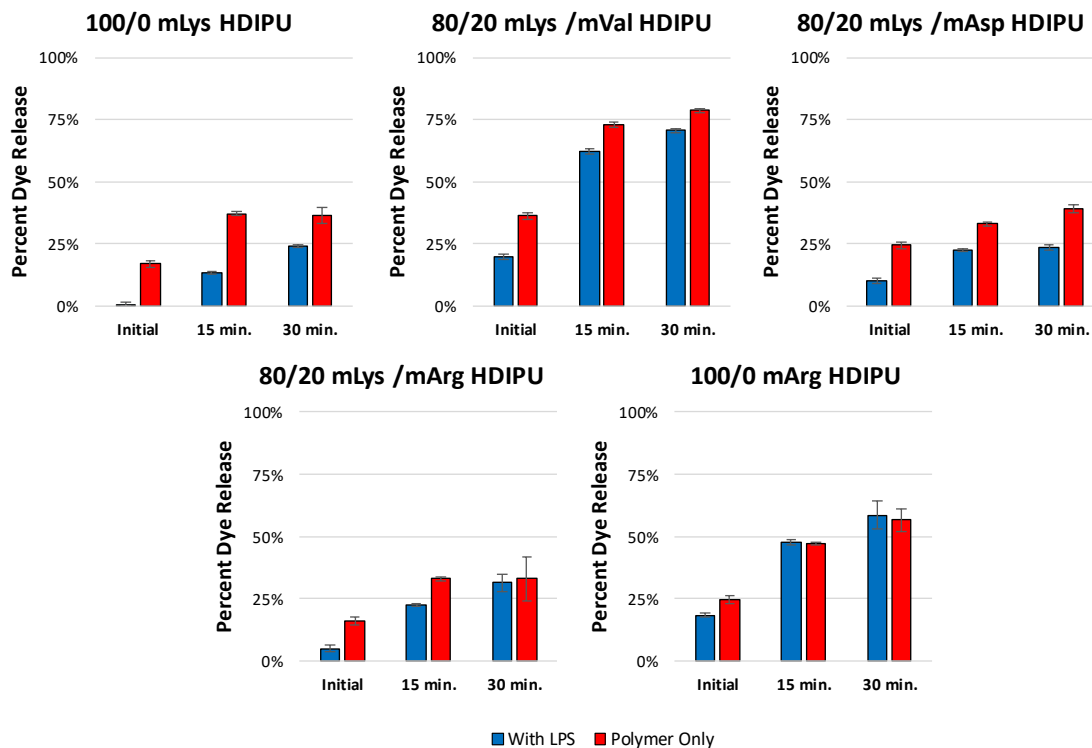 100/0 mLys HDIPU
Percent Dye Release
100%
75%
50%
25%
0%
Initial 15 min. 30 min.
80/20 mLys /mVal HDIPU
Percent Dye Release
100%
75%
50%
25%
0%
Initial 15 min. 30 min.
80/20 mLys /mAsp HDIPU
Percent Dye Release
100%
75%
50%
25%
0%
Initial 15 min. 30 min.
80/20 mLys /mArg HDIPU
Percent Dye Release
100%
75%
50%
25%
0%
Initial 15 min. 30 min.
100/0 mArg HDIPU
Percent Dye Release
100%
75%
50%
25%
0%
Initial 15 min. 30 min.
With LPS Polymer Only